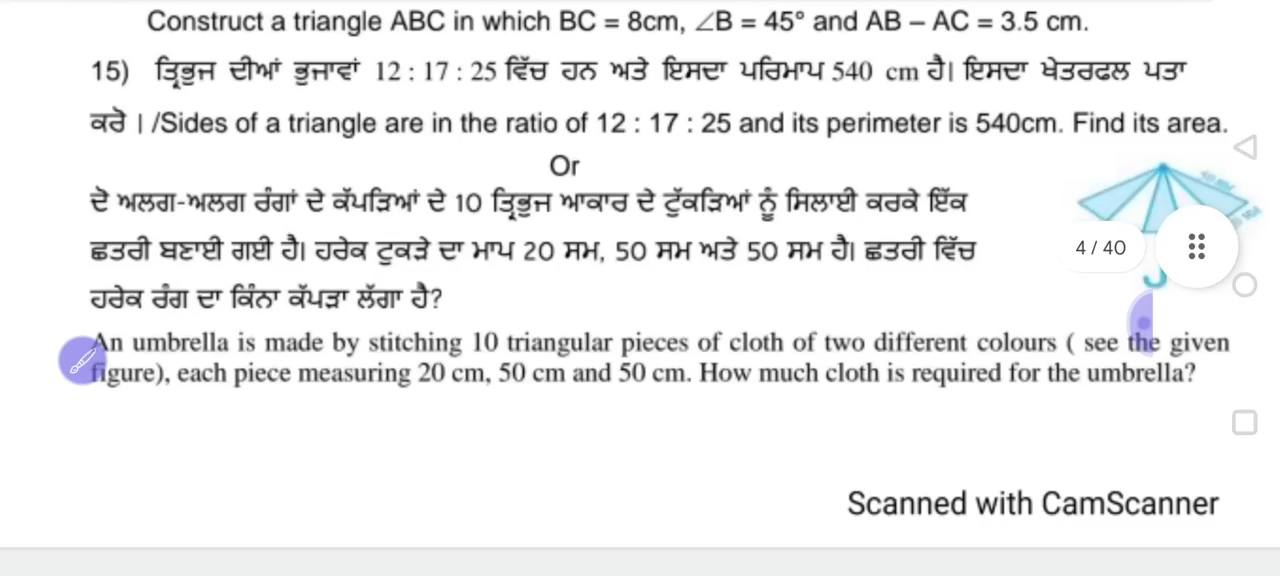 Construct a triangle ABC in which BC = 8cm, ∠B = 45° and AB – AC = 3.5 cm.
15) ਤ੍ਰਿਭੁਜ ਦੀਆਂ ਭੁਜਾਵਾਂ 12 : 17 : 25 ਵਿੱਚ ਹਨ ਅਤੇ ਇਸਦਾ ਪਰਿਮਾਪ 540 cm ਹੈ। ਇਸਦਾ ਖੇਤਰਫਲ ਪਤਾ
ਕਰੋ । /Sides of a triangle are in the ratio of 12 : 17 : 25 and its perimeter is 540cm. Find its area.
Or
ਦੋ ਅਲਗ-ਅਲਗ ਰੰਗਾਂ ਦੇ ਕੱਪੜਿਆਂ ਦੇ 10 ਤ੍ਰਿਭੁਜ ਆਕਾਰ ਦੇ ਟੁੱਕੜਿਆਂ ਨੂੰ ਸਿਲਾਈ ਕਰਕੇ ਇੱਕ
ਛਤਰੀ ਬਣਾਈ ਗਈ ਹੈ। ਹਰੇਕ ਟੁਕੜੇ ਦਾ ਮਾਪ 20 ਸਮ, 50 ਸਮ ਅਤੇ 50 ਸਮ ਹੈ। ਛਤਰੀ ਵਿੱਚ
4 / 40
ਹਰੇਕ ਰੰਗ ਦਾ ਕਿੰਨਾ ਕੱਪੜਾ ਲੱਗਾ ਹੈ?
An umbrella is made by stitching 10 triangular pieces of cloth of two different colours ( see the given
figure), each piece measuring 20 cm, 50 cm and 50 cm. How much cloth is required for the umbrella?
Scanned with CamScanner